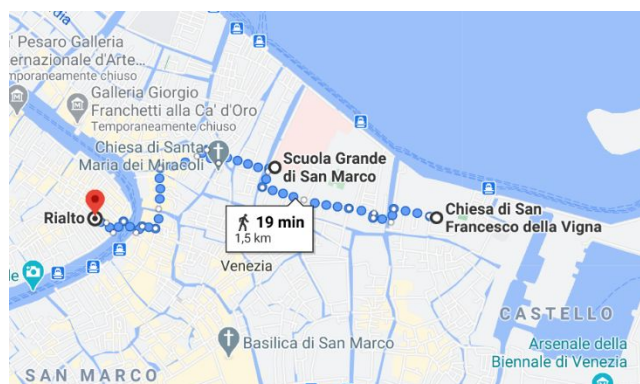 ' Pesaro Galleria
ernazionale d'Arte...
mporaneamente chiuso
Galleria Giorgio
Franchetti alla Ca' d'Oro
Temporaneamente chiuso
Chiesa di Santa
Maria dei Miracoli
Scuola Grande
di San Marco
Rialto
19 min
1,5 km
Chiesa di San
Francesco della Vigna
Venezia
Basilica di San Marco
CASTELLO
Arsenale della
Biennale di Venezia
SAN MARCO